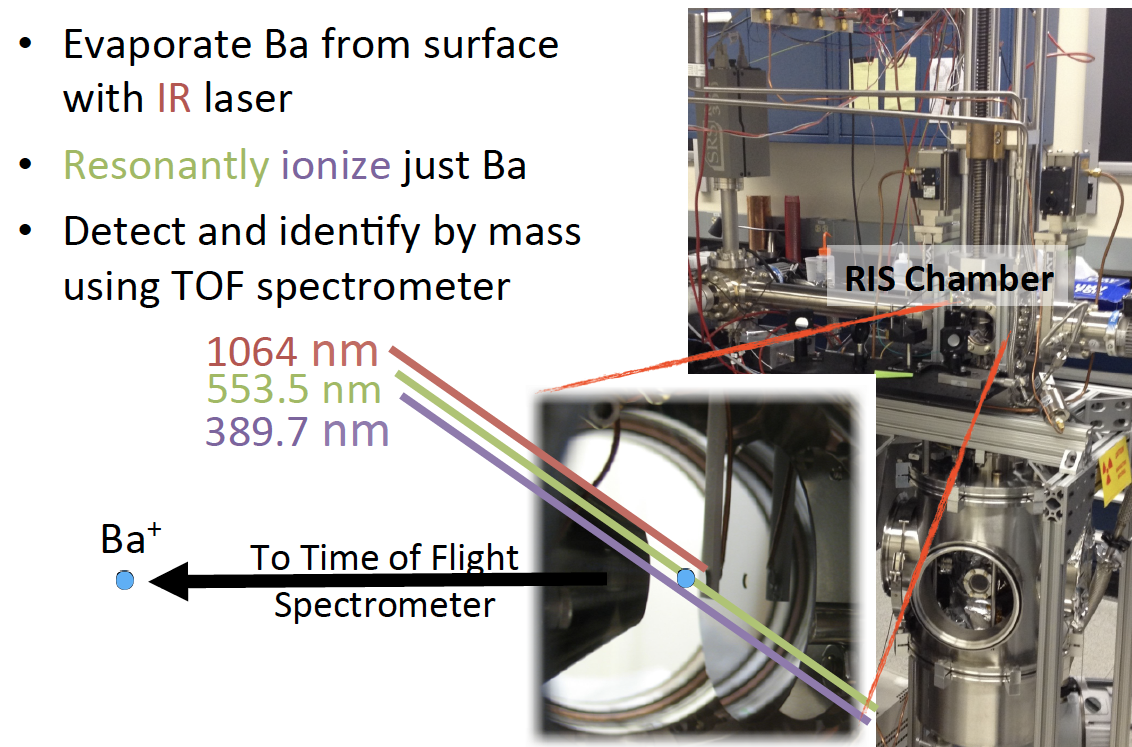 • Evaporate Ba from surface
with IR laser
• Resonantly ionize just Ba
• Detect and identify by mass
using TOF spectrometer
1064 nm
553.5 nm
389.7 nm
Ba⁺
To Time of Flight
Spectrometer
RIS Chamber
SRS